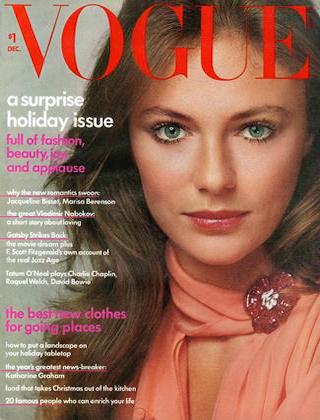 VOGUE
$1
DEC.
a surprise
holiday issue
full of fashion,
beauty, joy
and applause
why the new romantics swoon:
Jacqueline Bisset, Marisa Berenson
the great Vladimir Nabokov:
a short story about loving
Gatsby Strikes Back:
the movie dream plus
F. Scott Fitzgerald's own account of
the real Jazz Age
Tatum O'Neal plays Charlie Chaplin,
Raquel Welch, David Bowie
the best new clothes
for going places
how to put a landscape on
your holiday tabletop
the year's greatest news-breaker:
Katharine Graham
food that takes Christmas out of the kitchen
20 famous people who can enrich your life